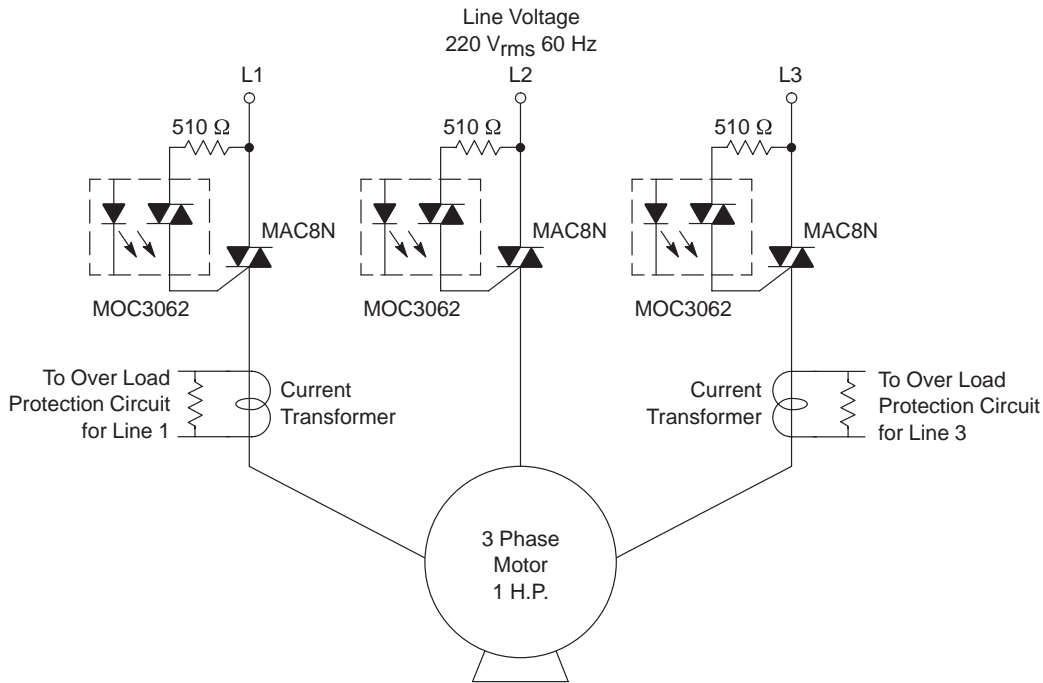 Line Voltage
220 Vrms 60 Hz
L1
L2
L3
510 Ω
510 Ω
510 Ω
MAC8N
MAC8N
MAC8N
MOC3062
MOC3062
MOC3062
To Over Load
Protection Circuit
for Line 1
Current
Transformer
Current
Transformer
To Over Load
Protection Circuit
for Line 3
3 Phase
Motor
1 H.P.